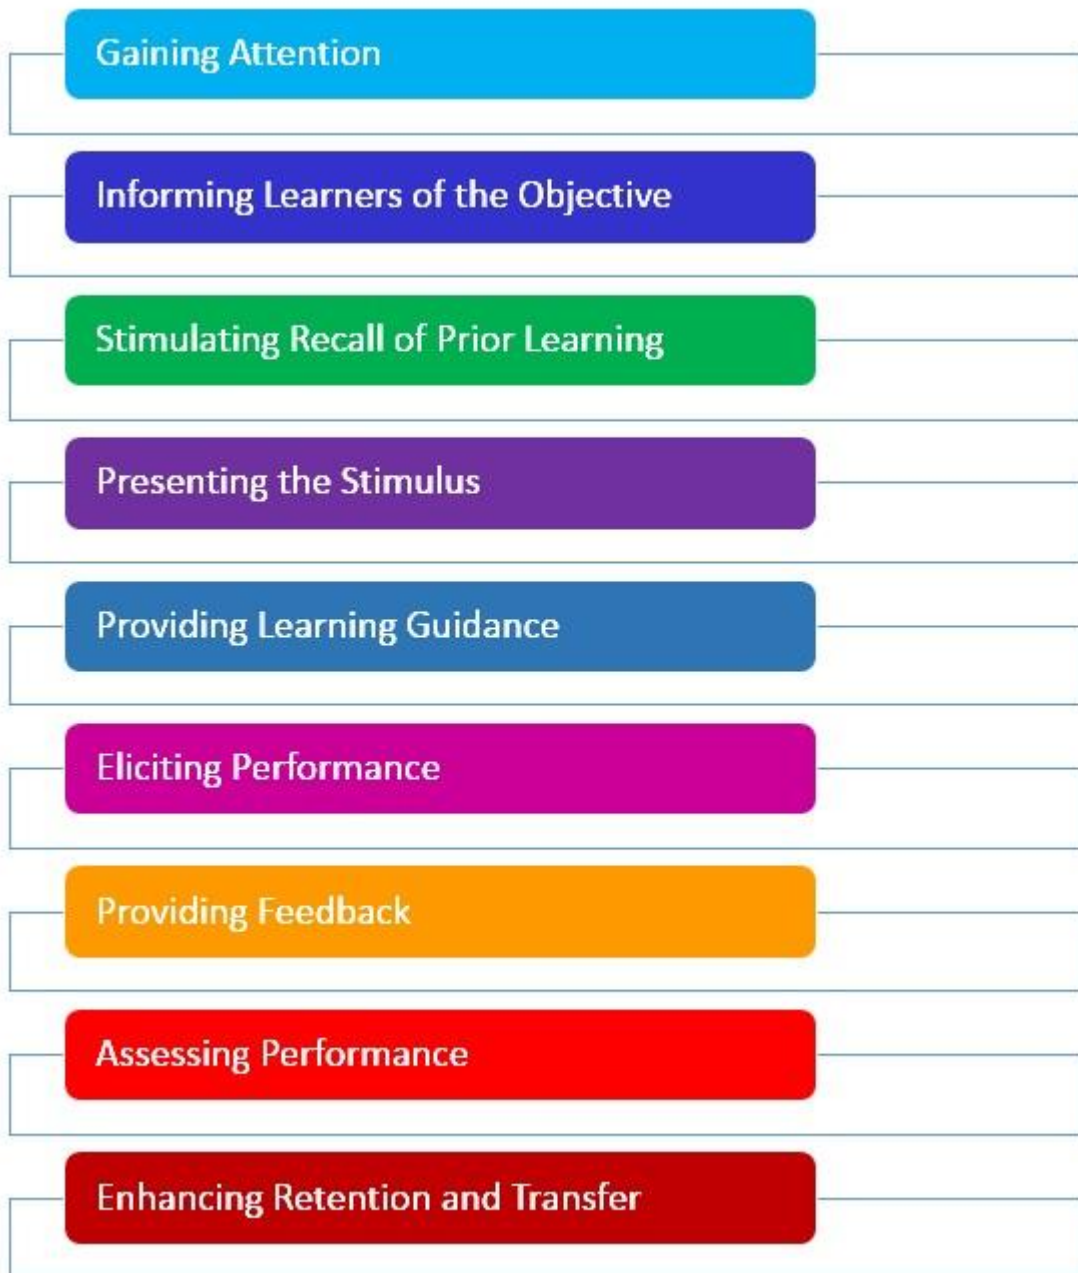 Gaining Attention
Informing Learners of the Objective
Stimulating Recall of Prior Learning
Presenting the Stimulus
Providing Learning Guidance
Eliciting Performance
Providing Feedback
Assessing Performance
Enhancing Retention and Transfer